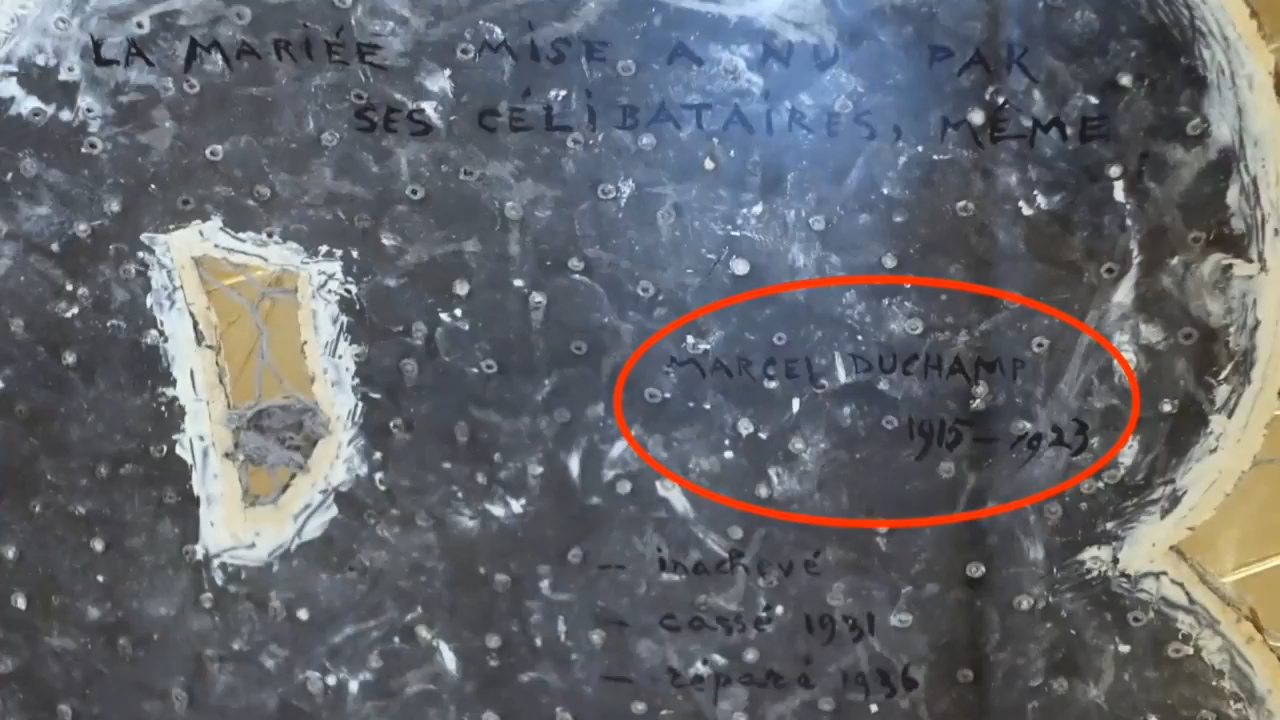 LA MARIÉE MISE A NU PAR
SES CÉLIBATAIRES, MÊME
MARCEL DUCHAMP
1915 - 1923
- inachevé
- cassé 1931
- réparé 1936